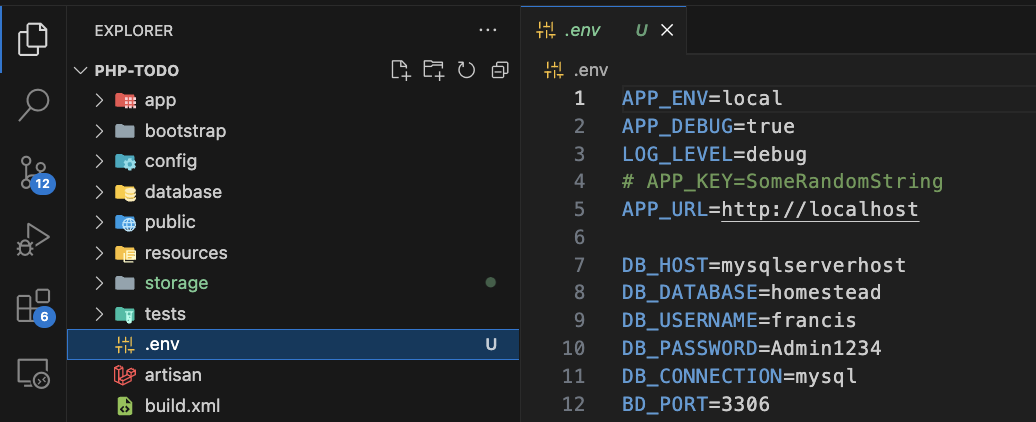 EXPLORER
PHP-TODO
app
bootstrap
config
database
public
resources
storage
tests
.env U
artisan
build.xml
12
6
.env U
.env
1 APP_ENV=local
2 APP_DEBUG=true
3 LOG_LEVEL=debug
4 # APP_KEY=SomeRandomString
5 APP_URL=http://localhost
6
7 DB_HOST=mysqlserverhost
8 DB_DATABASE=homestead
9 DB_USERNAME=francis
10 DB_PASSWORD=Admin1234
11 DB_CONNECTION=mysql
12 BD_PORT=3306